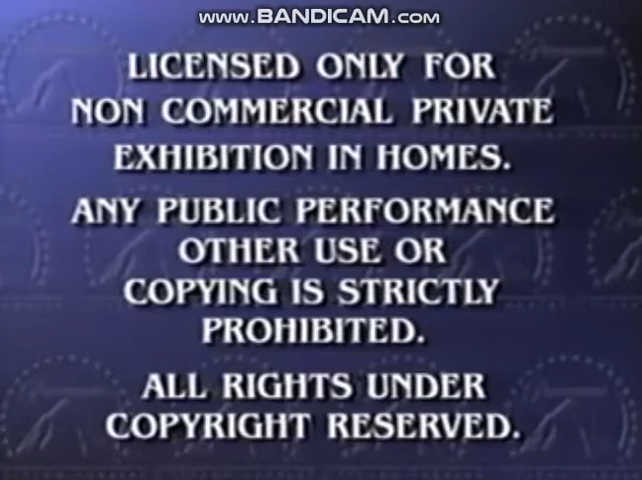 www.BANDICAM.com
LICENSED ONLY FOR
NON COMMERCIAL PRIVATE
EXHIBITION IN HOMES.
ANY PUBLIC PERFORMANCE
OTHER USE OR
COPYING IS STRICTLY
PROHIBITED.
ALL RIGHTS UNDER
COPYRIGHT RESERVED.